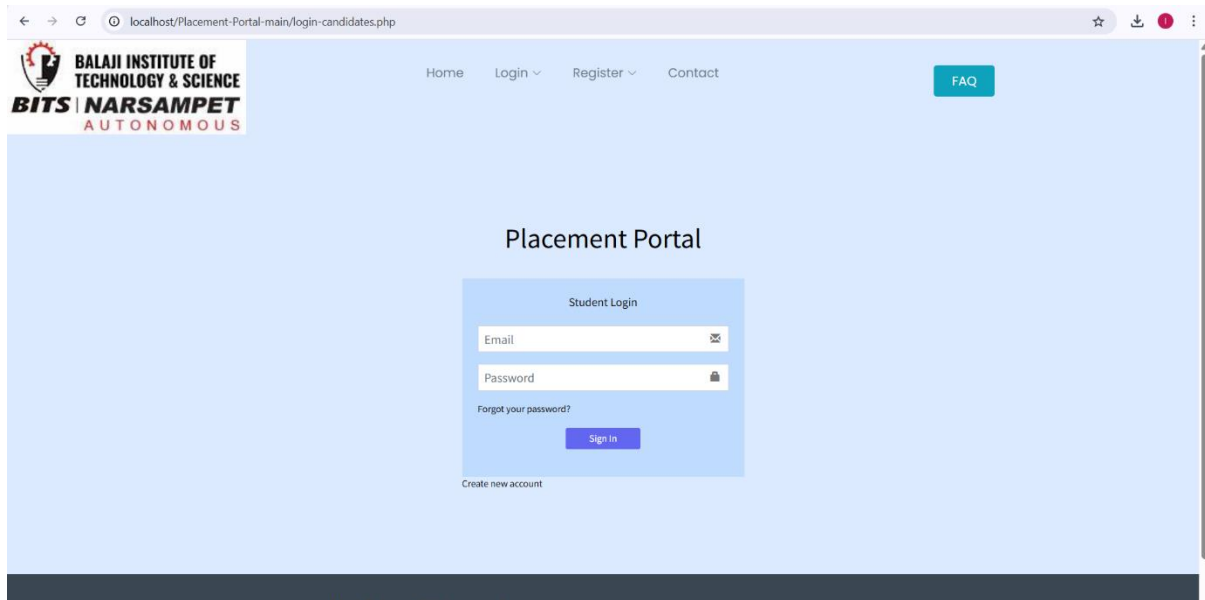 localhost/Placement-Portal-main/login-candidates.php
BALAJI INSTITUTE OF
TECHNOLOGY & SCIENCE
BITS | NARSAMPET
AUTONOMOUS
Home Login Register Contact
FAQ
Placement Portal
Student Login
Email
Password
Forgot your password?
Sign In
Create new account